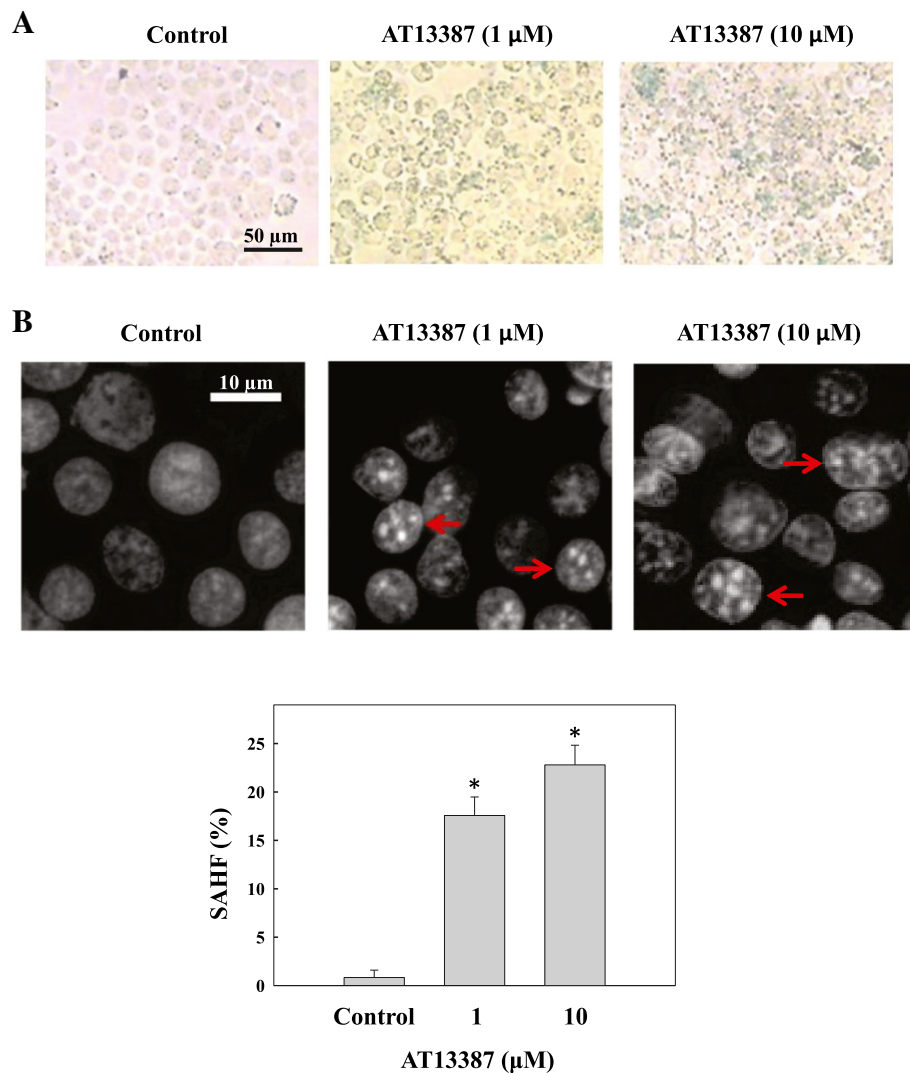 A
Control AT13387 (1 µM) AT13387 (10 µM)
50 µm
B
Control AT13387 (1 µM) AT13387 (10 µM)
10 µm
SAHF (%)
25
20
15
10
5
0
* *
Control 1 10
AT13387 (µM)